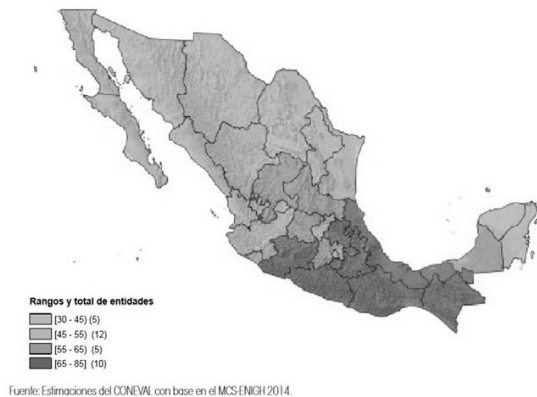 Rangos y total de entidades
[30 - 45) (5)
[45 - 55) (12)
[55 - 65) (5)
[65 - 85] (10)
Fuente: Estimaciones del CONEVAL con base en el MCS-ENIGH 2014.